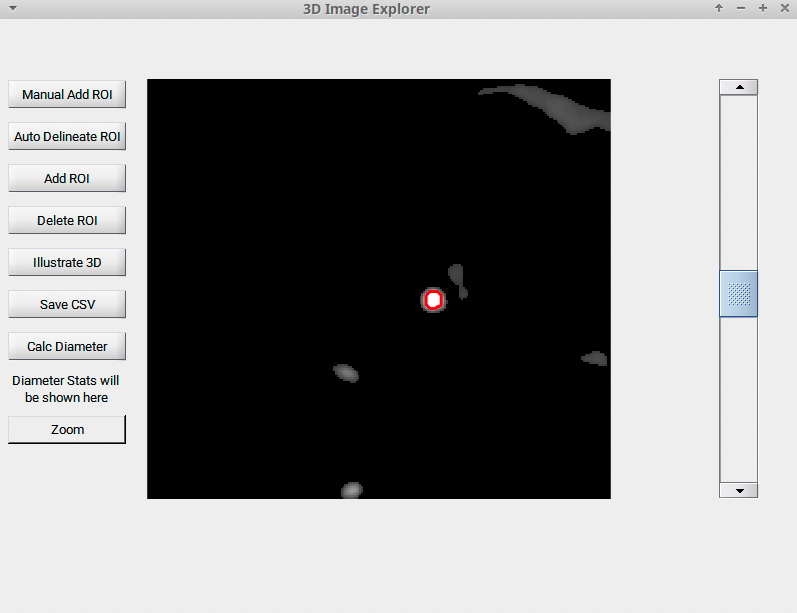 3D Image Explorer
Manual Add ROI
Auto Delineate ROI
Add ROI
Delete ROI
Illustrate 3D
Save CSV
Calc Diameter
Diameter Stats will
be shown here
Zoom